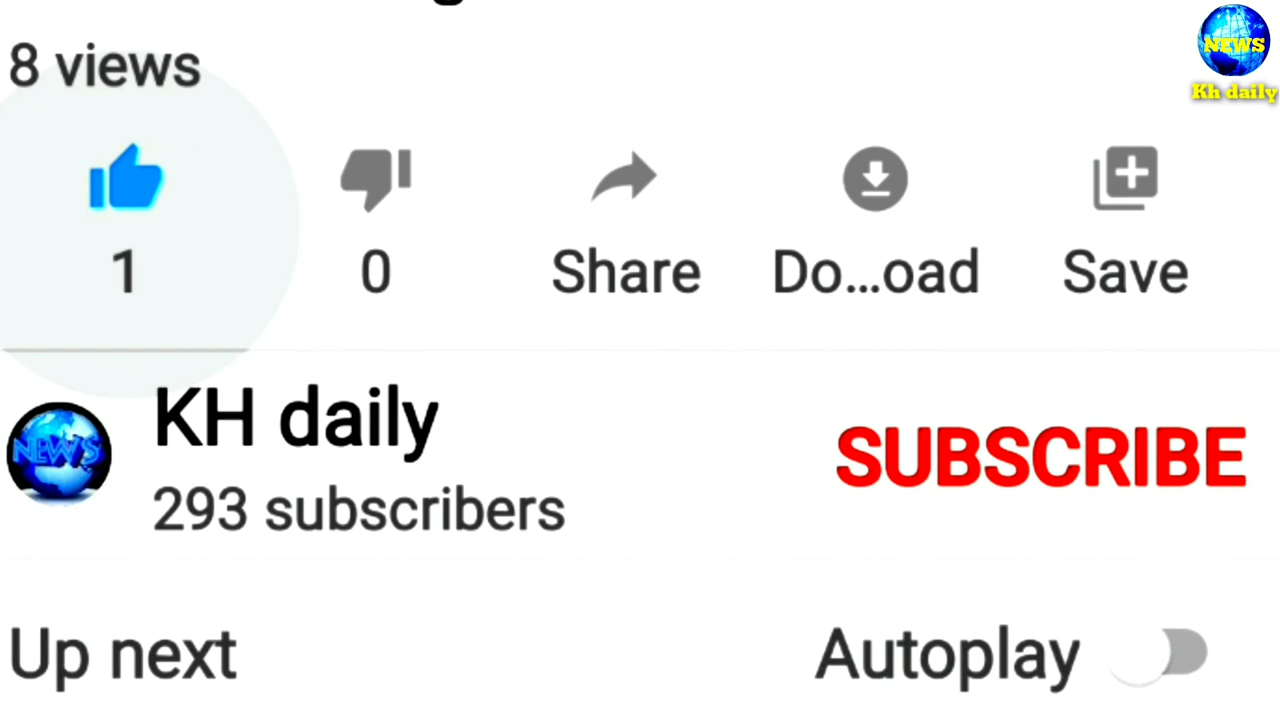 8 views
NEWS
Kh daily
1 0 Share Do...oad Save
KH daily
NEWS
SUBSCRIBE
293 subscribers
Up next Autoplay